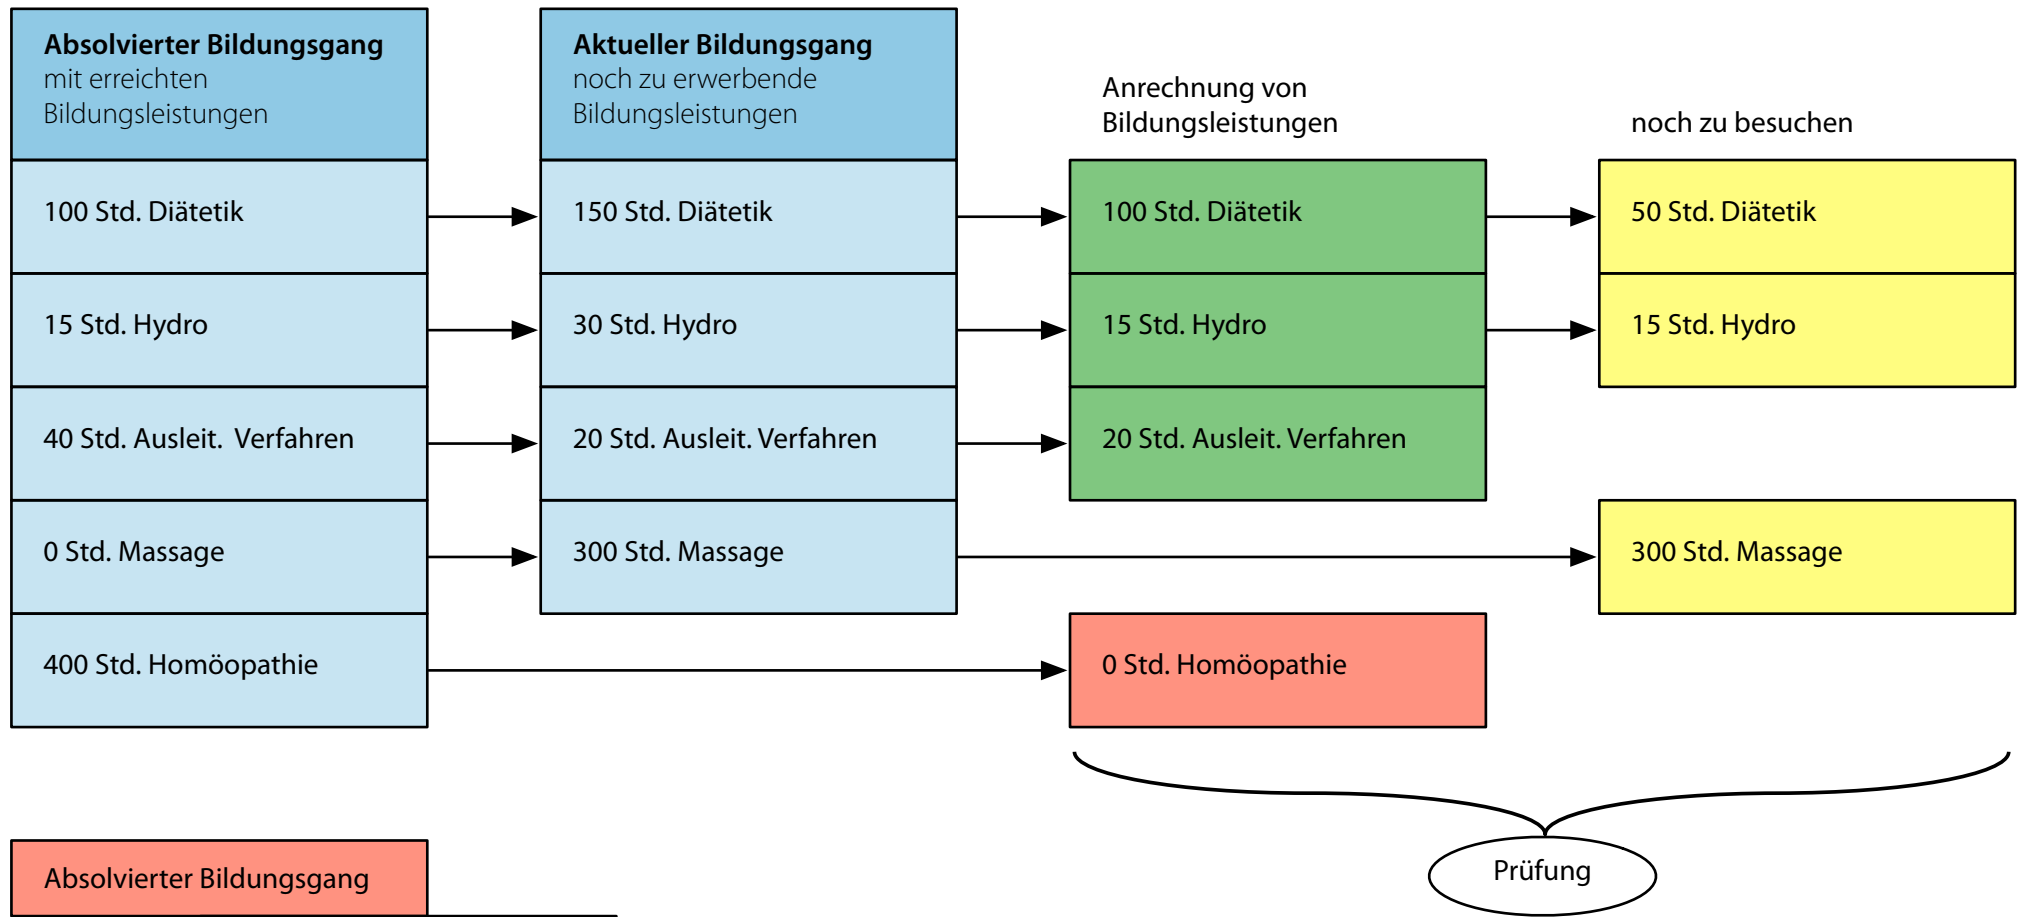 Absolvierter Bildungsgang
mit erreichten
Bildungsleistungen
Aktueller Bildungsgang
noch zu erwerbende
Bildungsleistungen
Anrechnung von
Bildungsleistungen
noch zu besuchen
100 Std. Diätetik
150 Std. Diätetik
100 Std. Diätetik
50 Std. Diätetik
15 Std. Hydro
30 Std. Hydro
15 Std. Hydro
15 Std. Hydro
40 Std. Ausleit. Verfahren
20 Std. Ausleit. Verfahren
20 Std. Ausleit. Verfahren
0 Std. Massage
300 Std. Massage
300 Std. Massage
400 Std. Homöopathie
0 Std. Homöopathie
Absolvierter Bildungsgang
Prüfung